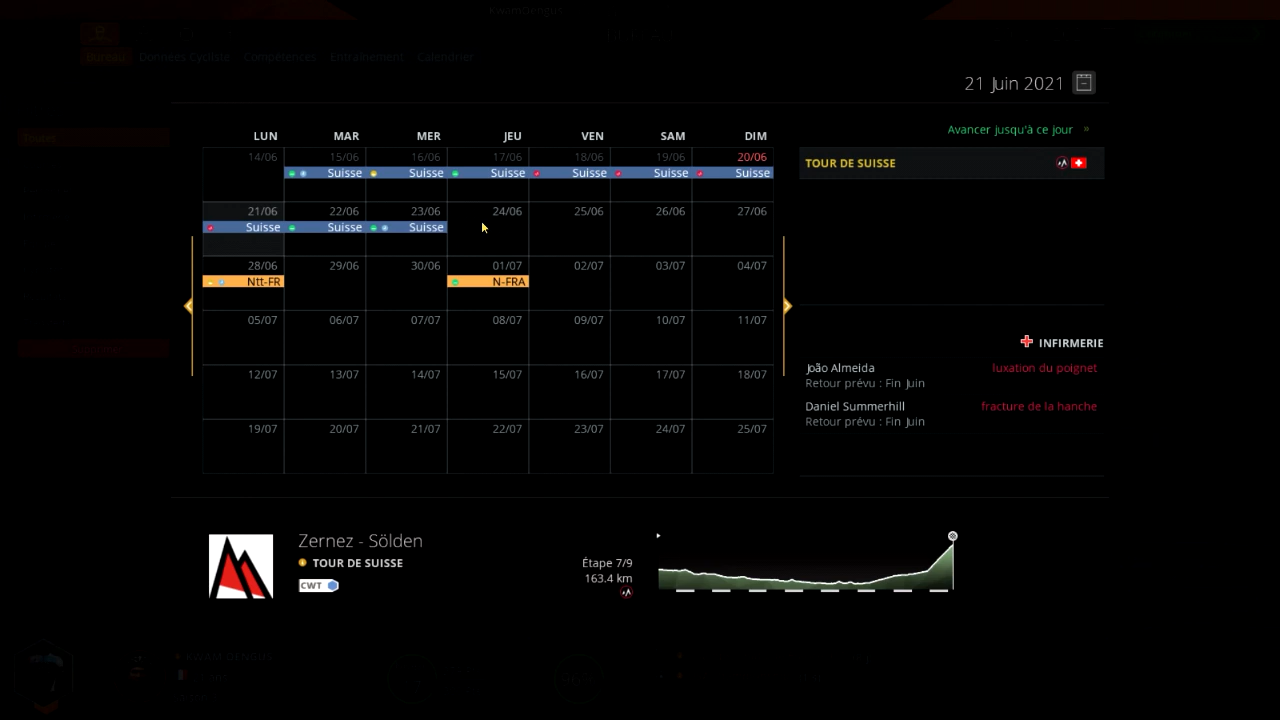 Bureau Données Cycliste Compétences Entraînement Calendrier
21 Juin 2021
LUN MAR MER JEU VEN SAM DIM
14/06 15/06 16/06 17/06 18/06 19/06 20/06
Suisse Suisse Suisse Suisse Suisse Suisse
21/06 22/06 23/06 24/06 25/06 26/06 27/06
Suisse Suisse Suisse
28/06 29/06 30/06 01/07 02/07 03/07 04/07
Ntt-FR N-FRA
05/07 06/07 07/07 08/07 09/07 10/07 11/07
12/07 13/07 14/07 15/07 16/07 17/07 18/07
19/07 20/07 21/07 22/07 23/07 24/07 25/07
Avancer jusqu'à ce jour »
TOUR DE SUISSE
INFIRMERIE
João Almeida luxation du poignet
Retour prévu : Fin Juin
Daniel Summerhill fracture de la hanche
Retour prévu : Fin Juin
Zernez - Sölden
TOUR DE SUISSE
CWT
Étape 7/9
163.4 km